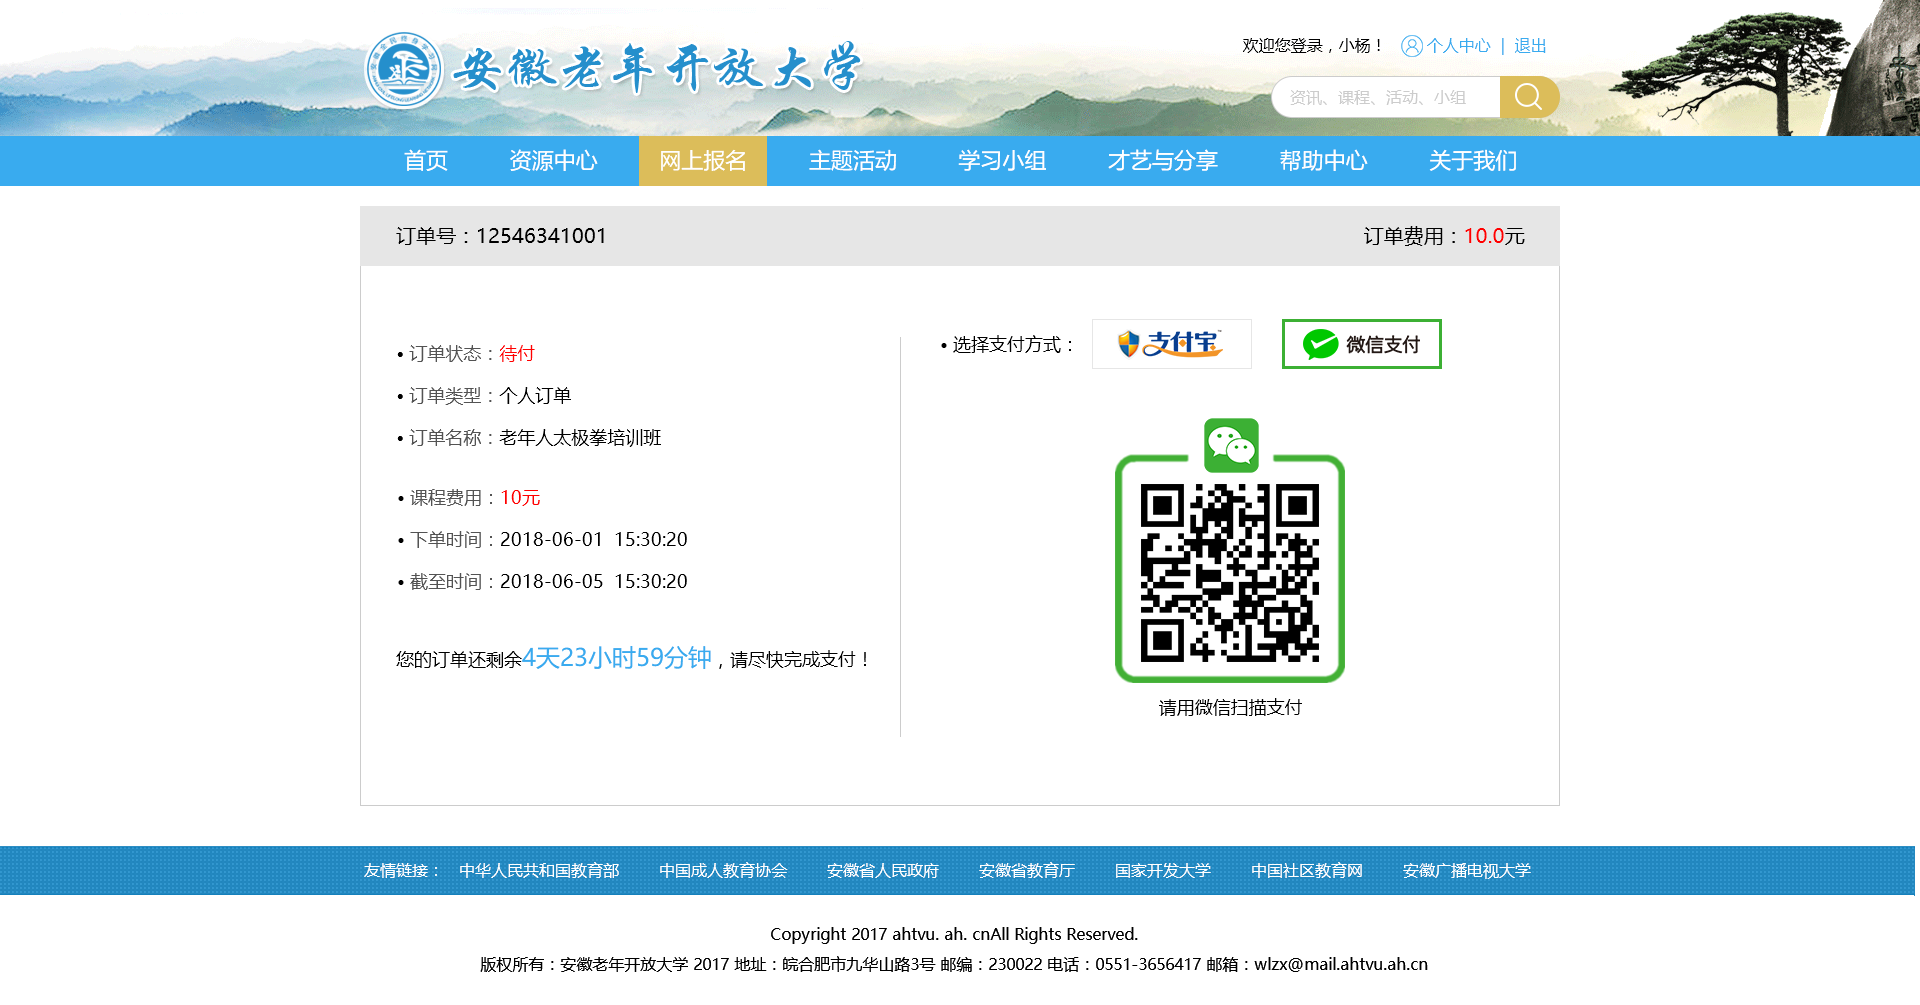 安徽老年开放大学
欢迎您登录，小杨！ 个人中心 | 退出
资讯、课程、活动、小组
首页 资源中心 网上报名 主题活动 学习小组 才艺与分享 帮助中心 关于我们
订单号：12546341001 订单费用：10.0元
• 订单状态：待付
• 订单类型：个人订单
• 订单名称：老年人太极拳培训班
• 课程费用：10元
• 下单时间：2018-06-01 15:30:20
• 截至时间：2018-06-05 15:30:20
您的订单还剩余4天23小时59分钟，请尽快完成支付！
• 选择支付方式： 支付宝™ 微信支付
请用微信扫描支付
友情链接： 中华人民共和国教育部 中国成人教育协会 安徽省人民政府 安徽省教育厅 国家开发大学 中国社区教育网 安徽广播电视大学
Copyright 2017 ahtvu. ah. cnAll Rights Reserved.
版权所有：安徽老年开放大学 2017 地址：皖合肥市九华山路3号 邮编：230022 电话：0551-3656417 邮箱：wlzx@mail.ahtvu.ah.cn